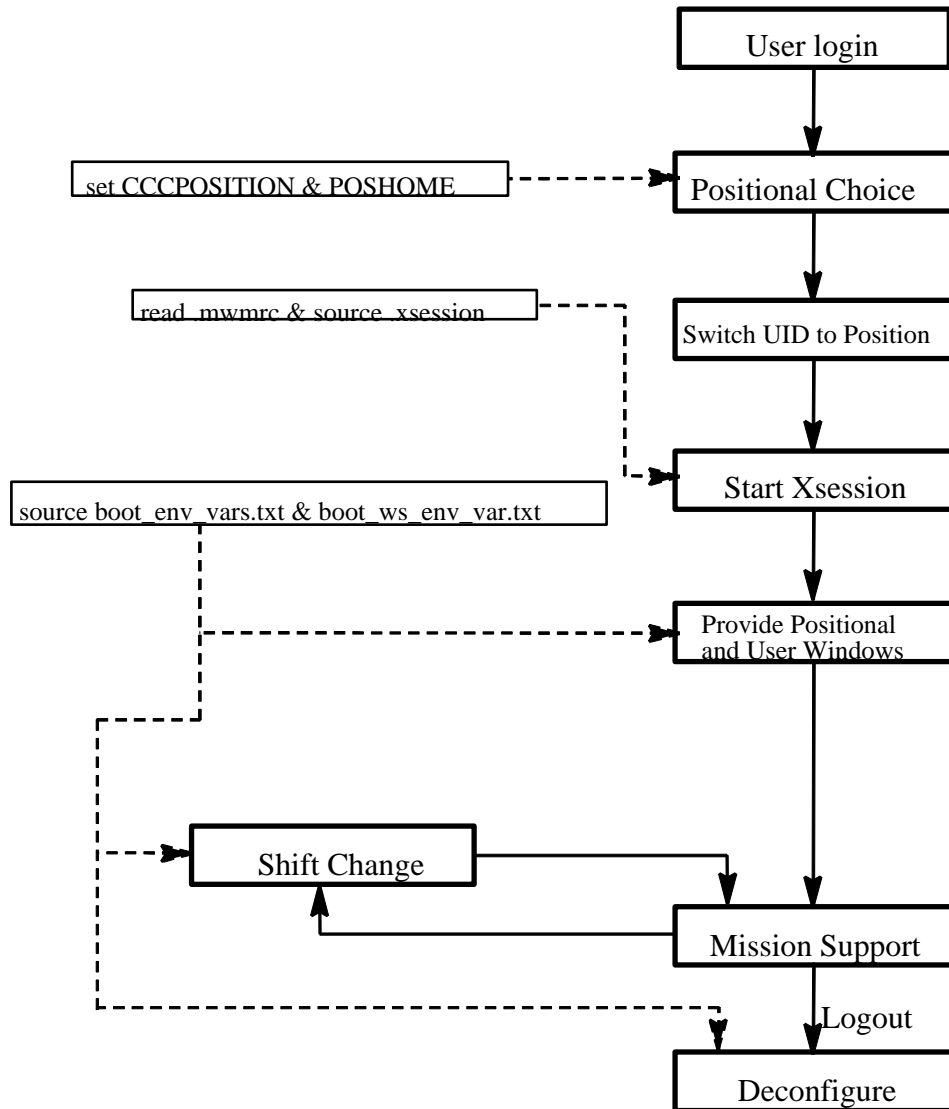 User login
set CCCPOSITION & POSHOME
Positional Choice
read .mwmrc & source .xsession
Switch UID to Position
Start Xsession
source boot_env_vars.txt & boot_ws_env_var.txt
Provide Positional
and User Windows
Shift Change
Mission Support
Logout
Deconfigure